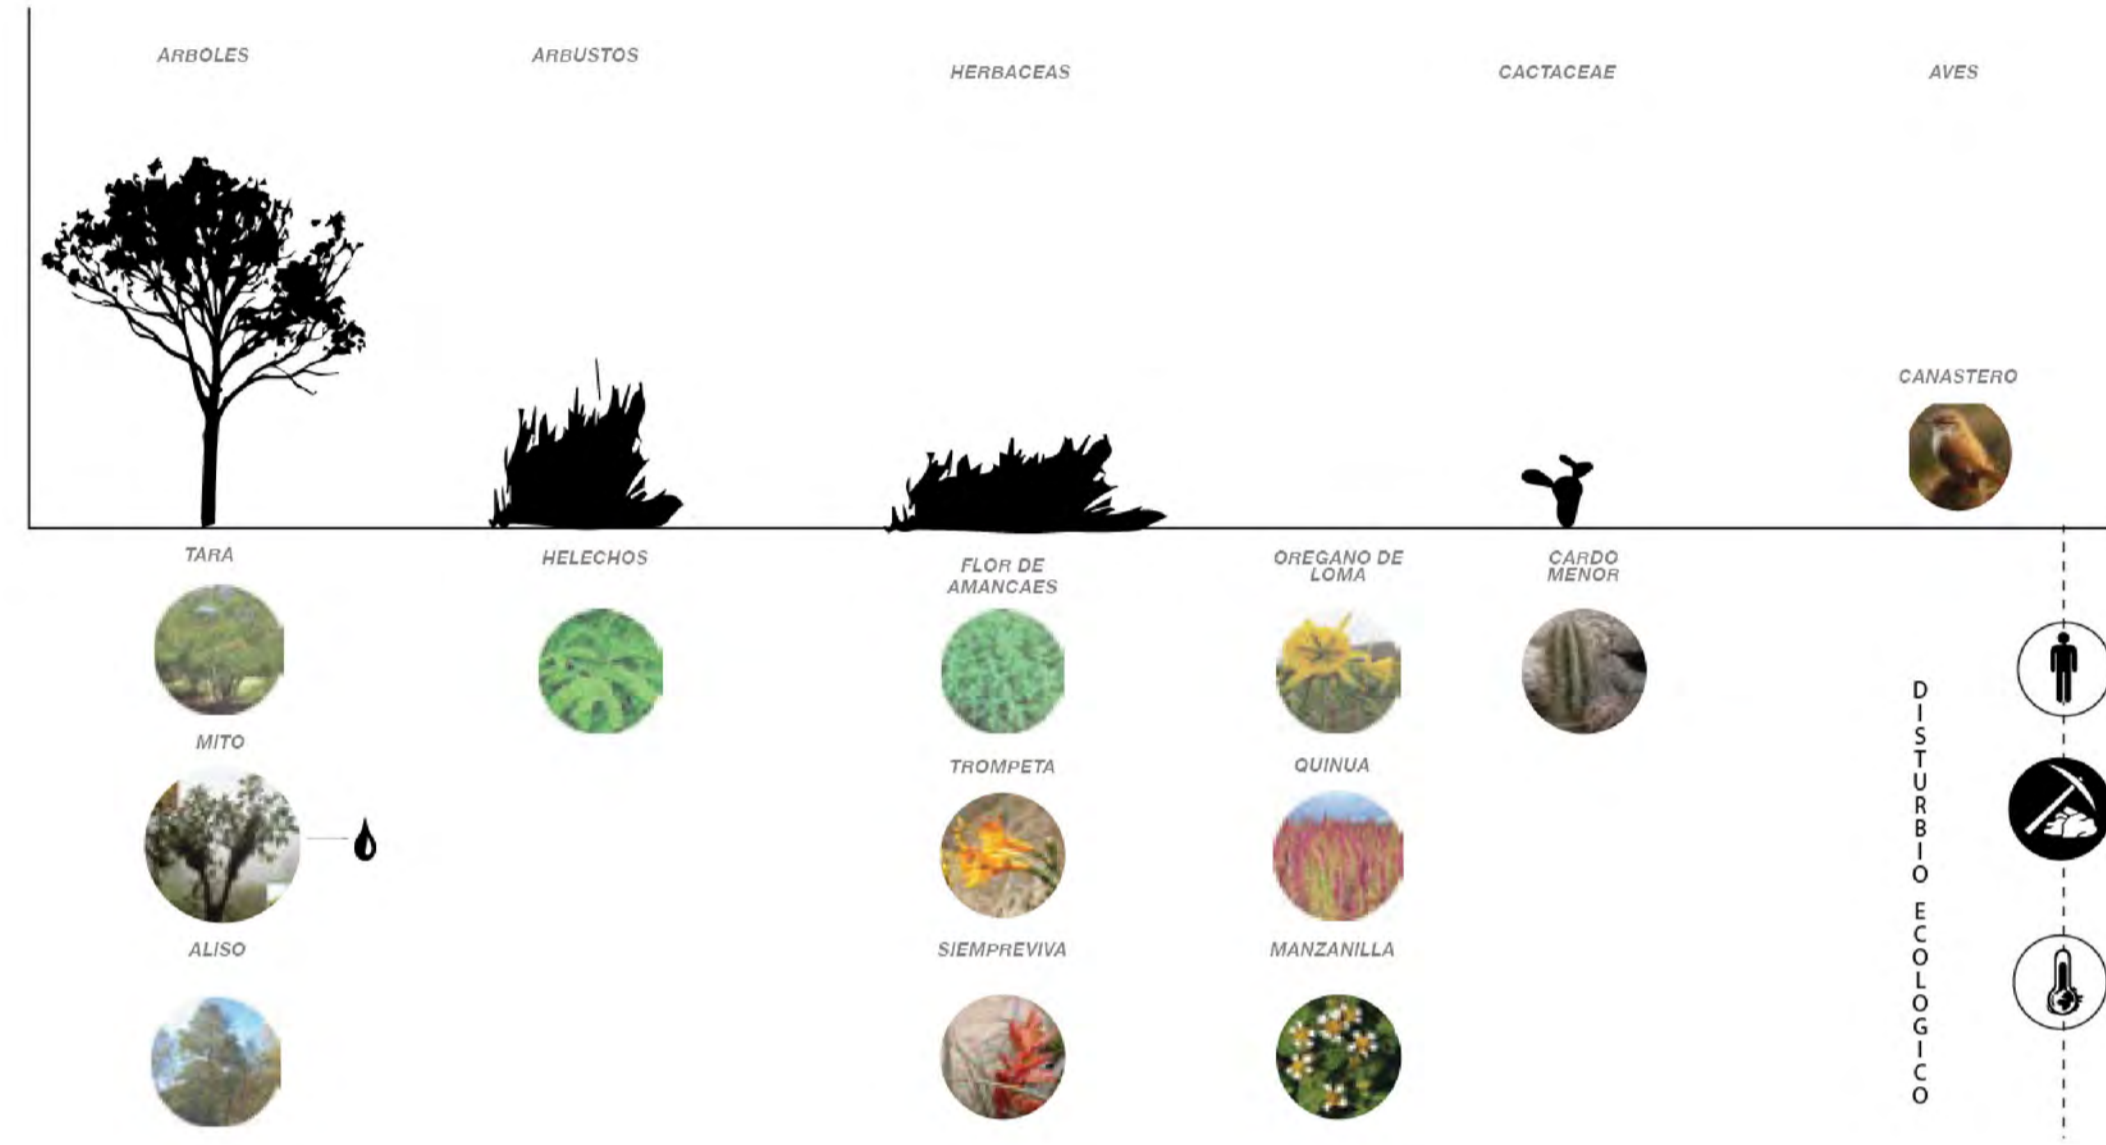 ARBOLES
ARBUSTOS
HERBACEAS
CACTACEAE
AVES
CANASTERO
TARA
HELECHOS
FLOR DE
AMANCAES
OREGANO DE
LOMA
CARDO
MENOR
MITO
TROMPETA
QUINUA
ALISO
SIEMPREVIVA
MANZANILLA
DISTURBIO ECOLOGICO